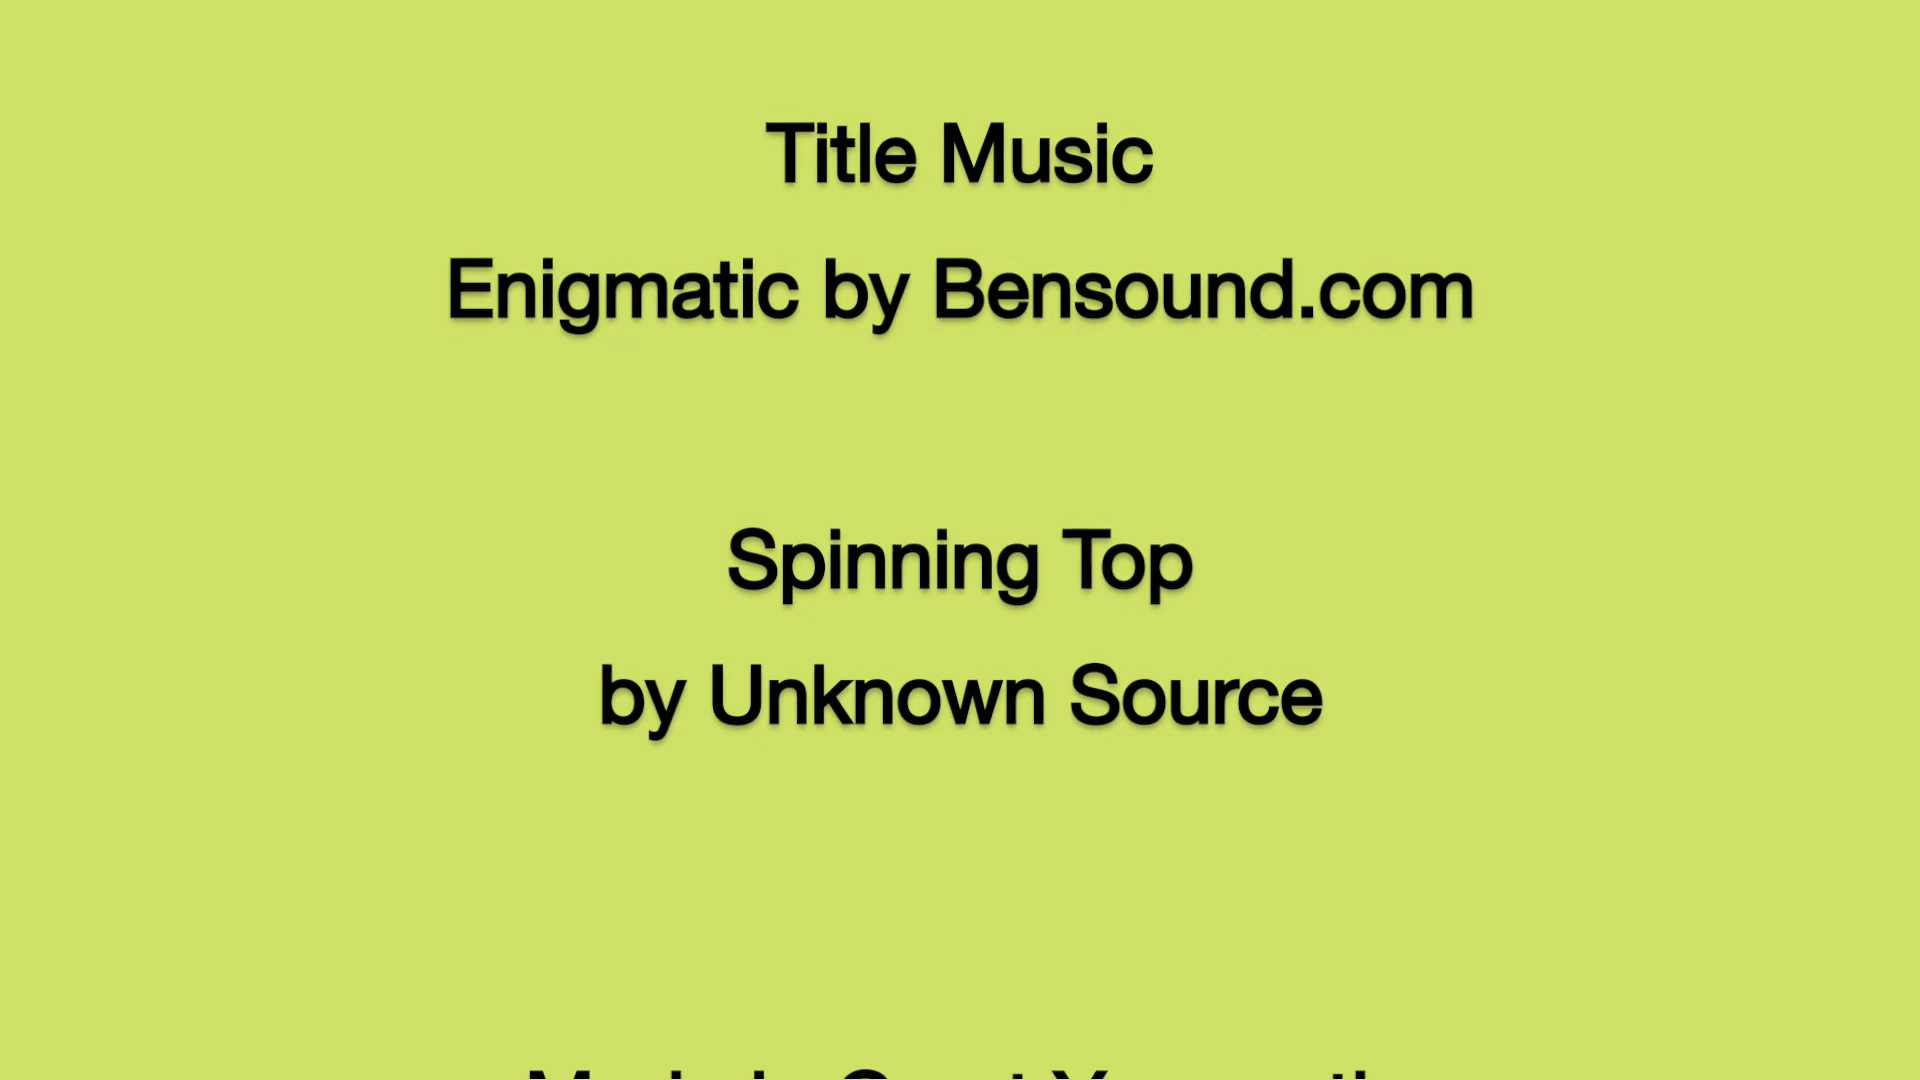 Title Music
Enigmatic by Bensound.com
Spinning Top
by Unknown Source